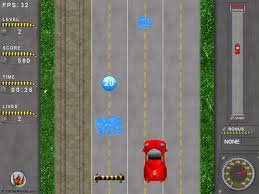 FPS: 32
LEVEL
2
SCORE
580
TIME
00:26
LIVES
2
20
BONUS
NONE